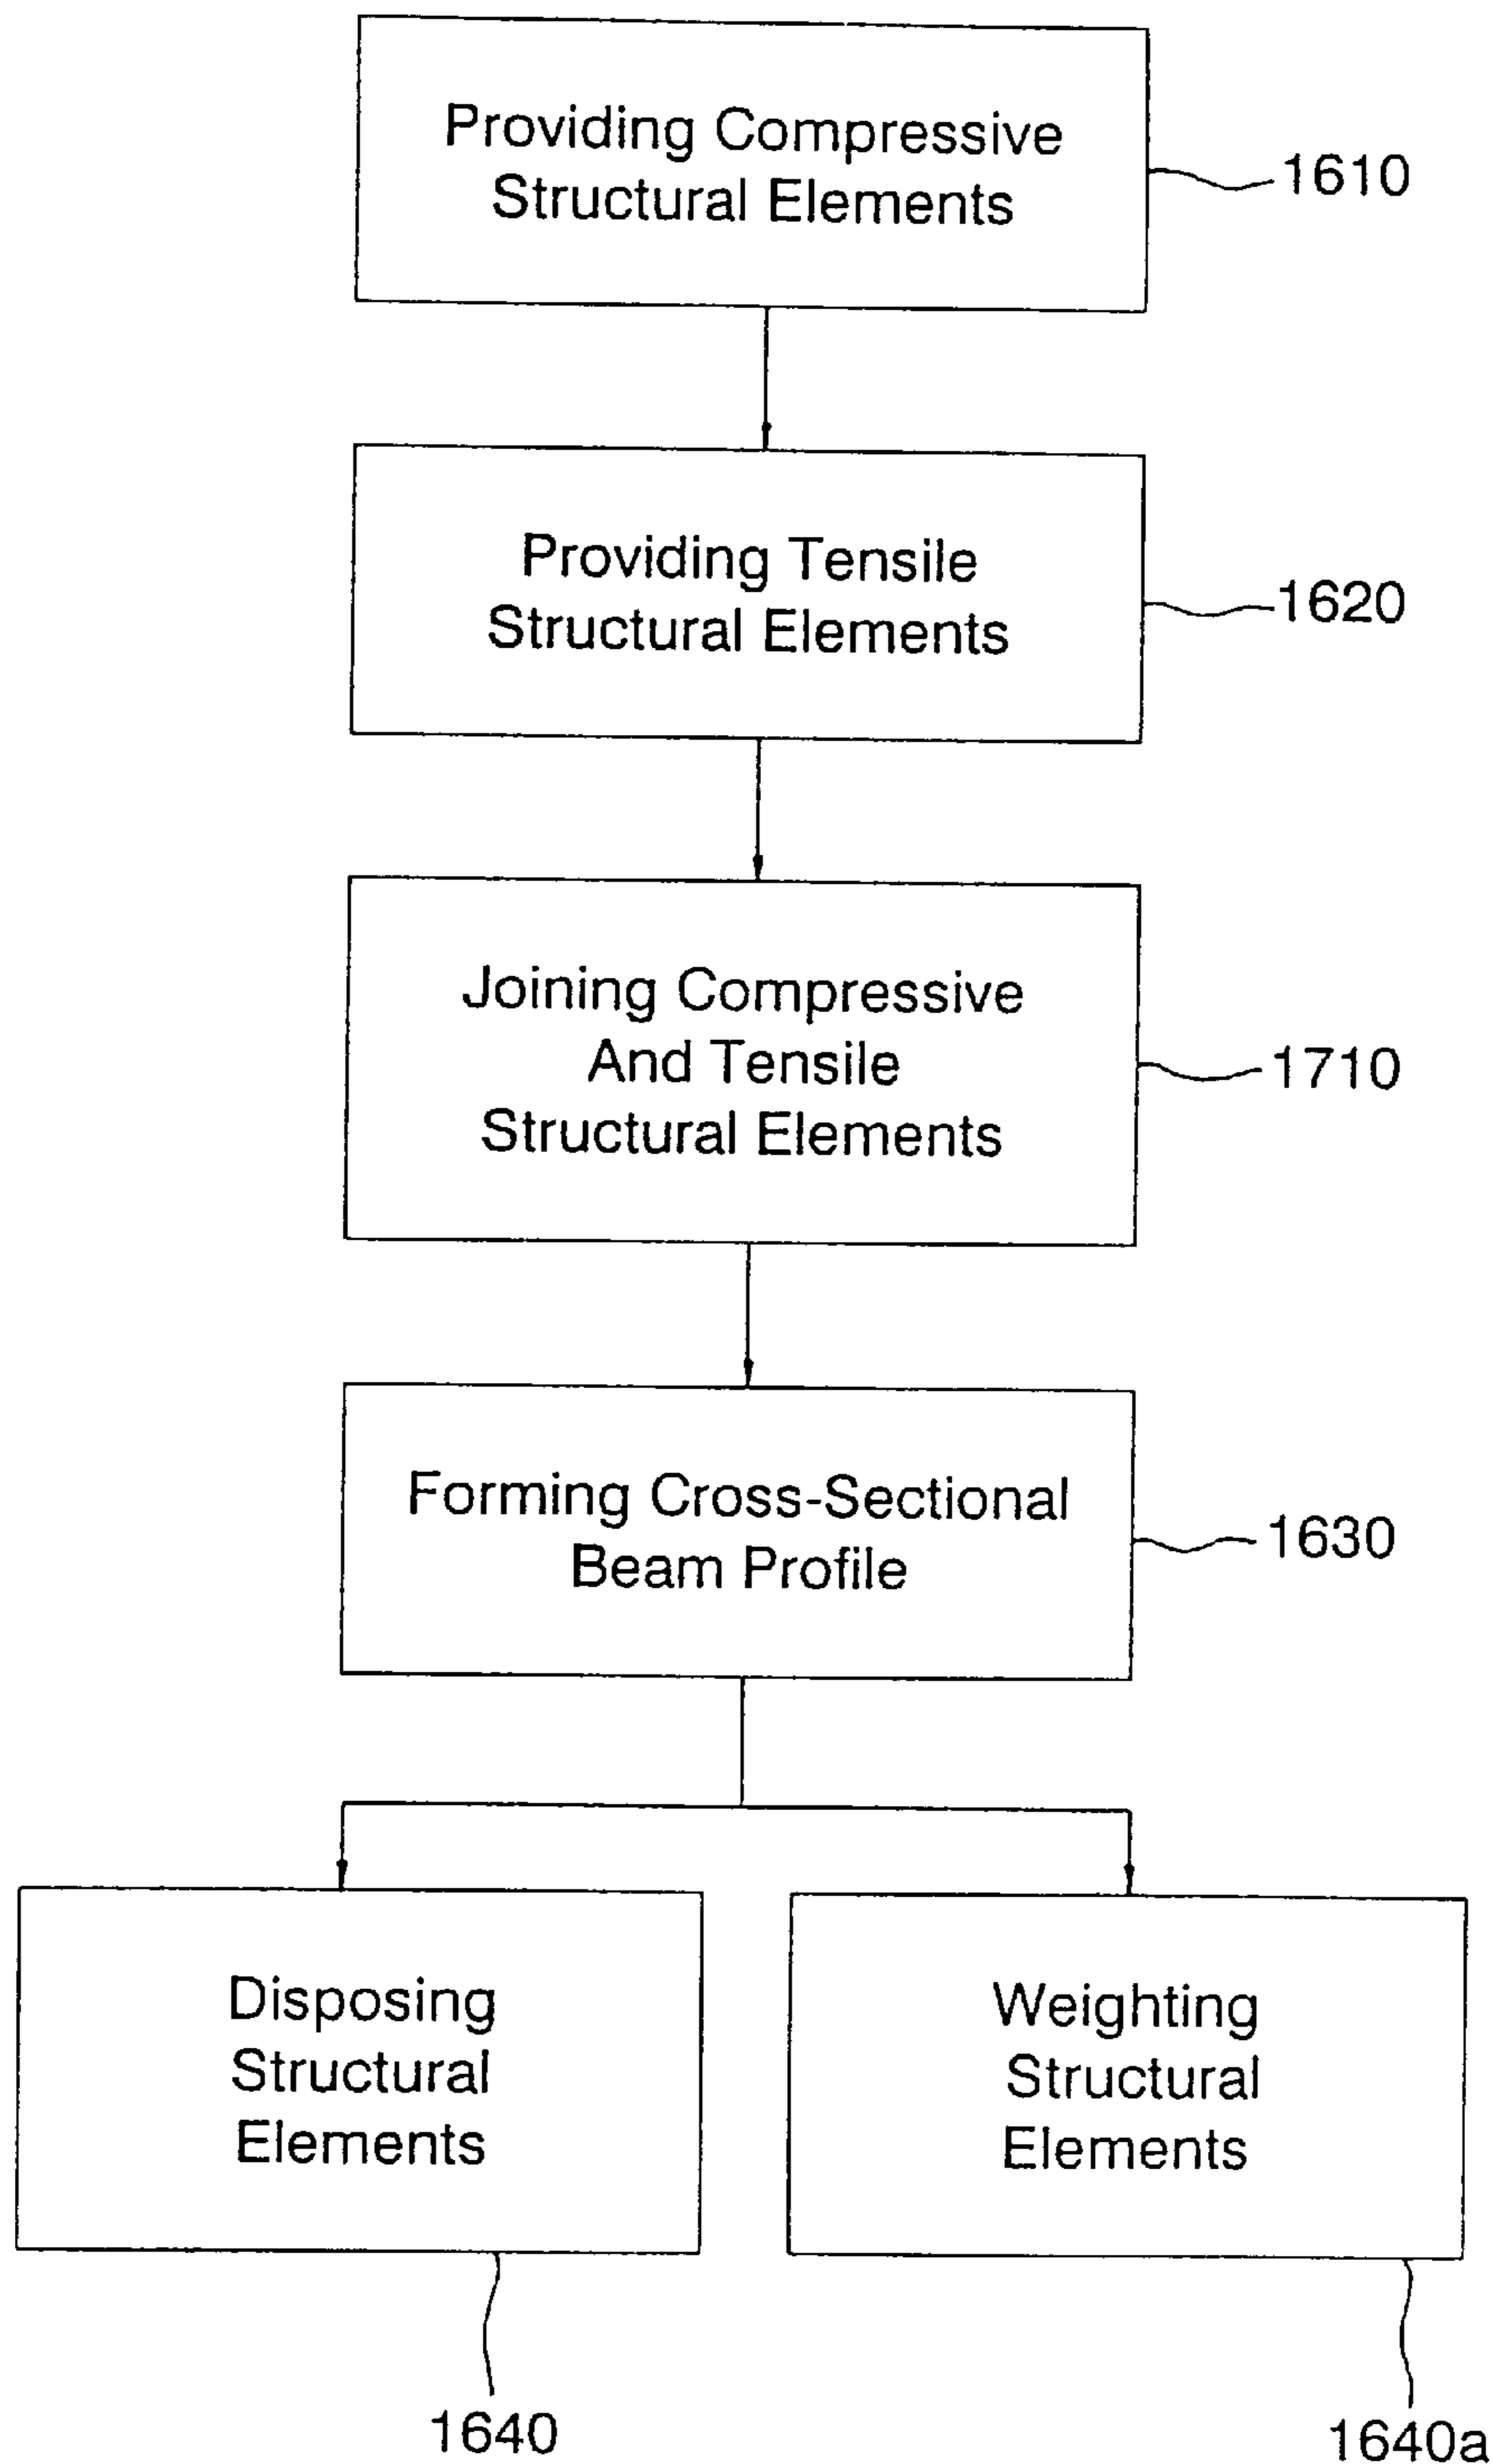 Providing Compressive
Structural Elements
1610
Providing Tensile
Structural Elements
1620
Joining Compressive
And Tensile
Structural Elements
1710
Forming Cross-Sectional
Beam Profile
1630
Disposing
Structural
Elements
Weighting
Structural
Elements
1640
1640a